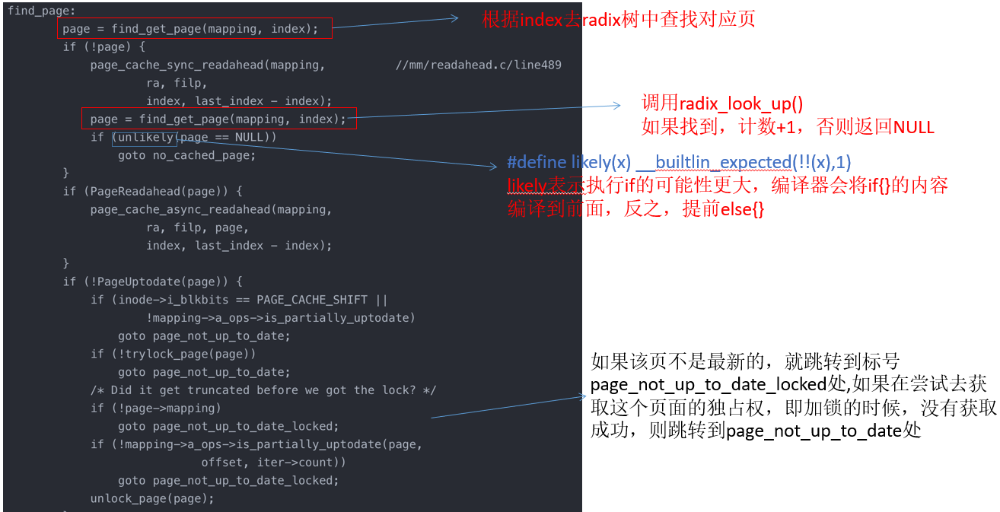 find_page:
page = find_get_page(mapping, index);
根据index去radix树中查找对应页
if (!page) {
page_cache_sync_readahead(mapping, //mm/readahead.c/line489
ra, filp,
index, last_index - index);
page = find_get_page(mapping, index);
调用radix_look_up()
如果找到，计数+1，否则返回NULL
if (unlikely(page == NULL))
goto no_cached_page;
#define likely(x) __builtlin_expected(!!(x),1)
likely表示执行if的可能性更大，编译器会将if{}的内容
编译到前面，反之，提前else{}
}
if (PageReadahead(page)) {
page_cache_async_readahead(mapping,
ra, filp, page,
index, last_index - index);
}
if (!PageUptodate(page)) {
if (inode->i_blkbits == PAGE_CACHE_SHIFT ||
!mapping->a_ops->is_partially_uptodate)
goto page_not_up_to_date;
if (!trylock_page(page))
goto page_not_up_to_date;
/* Did it get truncated before we got the lock? */
if (!page->mapping)
goto page_not_up_to_date_locked;
if (!mapping->a_ops->is_partially_uptodate(page,
offset, iter->count))
goto page_not_up_to_date_locked;
unlock_page(page);
如果该页不是最新的，就跳转到标号
page_not_up_to_date_locked处,如果在尝试去获
取这个页面的独占权，即加锁的时候，没有获取
成功，则跳转到page_not_up_to_date处